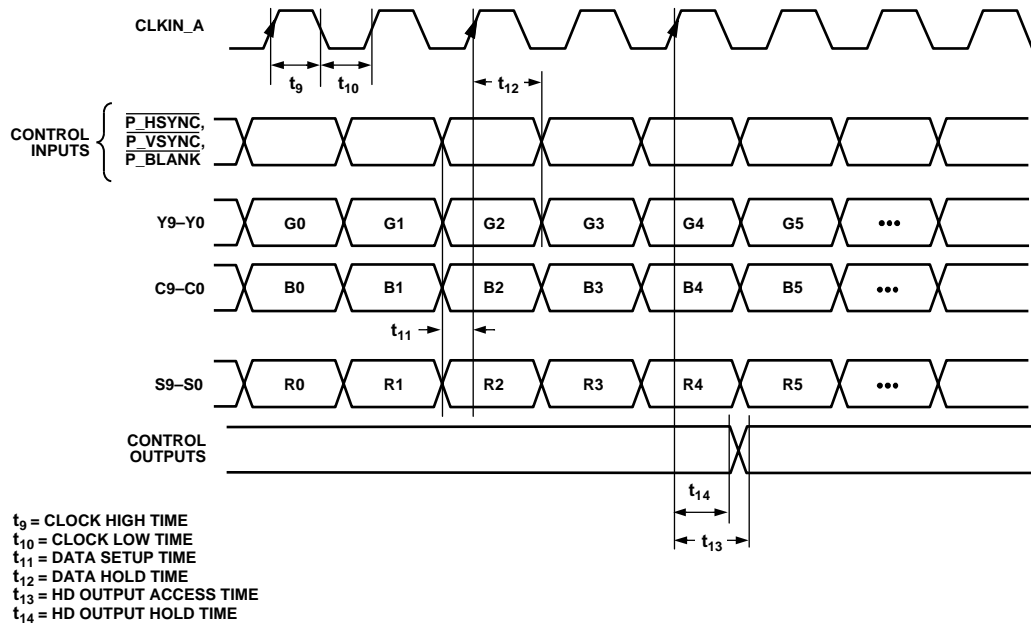 CLKIN_A
t9 t10 t12
CONTROL
INPUTS
P_HSYNC,
P_VSYNC,
P_BLANK
Y9–Y0 G0 G1 G2 G3 G4 G5 •••
C9–C0 B0 B1 B2 B3 B4 B5 •••
t11
S9–S0 R0 R1 R2 R3 R4 R5 •••
CONTROL
OUTPUTS
t14
t13
t9 = CLOCK HIGH TIME
t10 = CLOCK LOW TIME
t11 = DATA SETUP TIME
t12 = DATA HOLD TIME
t13 = HD OUTPUT ACCESS TIME
t14 = HD OUTPUT HOLD TIME